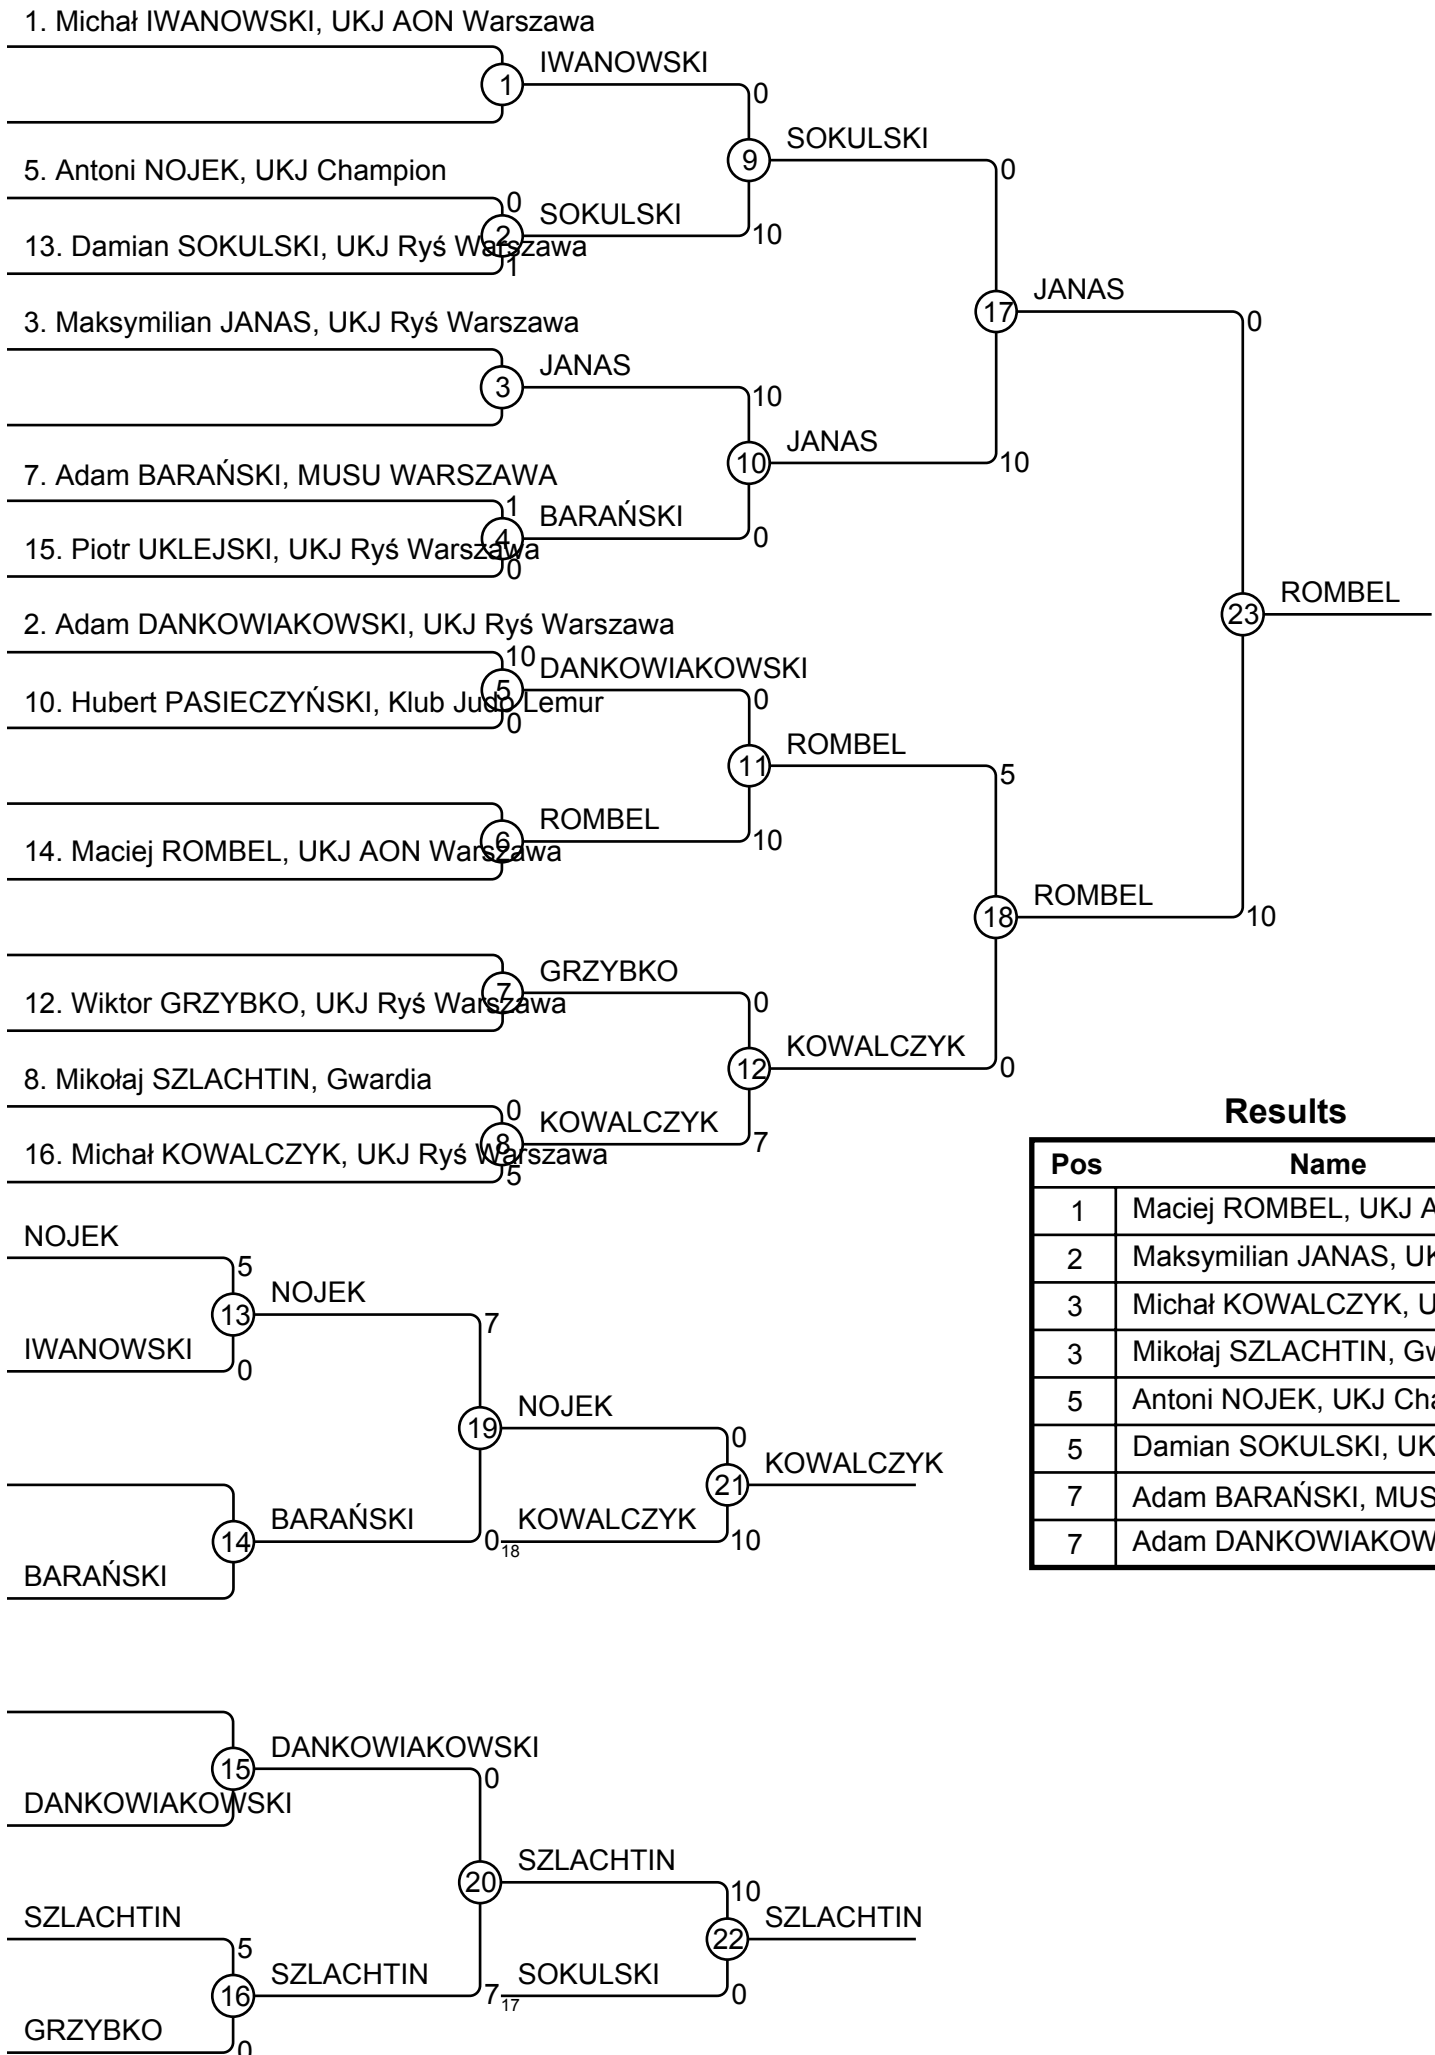 1. Michał IWANOWSKI, UKJ AON Warszawa
1
IWANOWSKI
0
9
SOKULSKI
0
5. Antoni NOJEK, UKJ Champion
0
2
SOKULSKI
10
13. Damian SOKULSKI, UKJ Ryś Warszawa
1
17
JANAS
0
3. Maksymilian JANAS, UKJ Ryś Warszawa
3
JANAS
10
10
JANAS
10
7. Adam BARAŃSKI, MUSU WARSZAWA
1
4
BARAŃSKI
0
15. Piotr UKLEJSKI, UKJ Ryś Warszawa
0
23
ROMBEL
2. Adam DANKOWIAKOWSKI, UKJ Ryś Warszawa
10
5
DANKOWIAKOWSKI
0
10. Hubert PASIECZYŃSKI, Klub Judo Lemur
0
11
ROMBEL
5
6
ROMBEL
10
14. Maciej ROMBEL, UKJ AON Warszawa
18
ROMBEL
10
7
GRZYBKO
0
12. Wiktor GRZYBKO, UKJ Ryś Warszawa
12
KOWALCZYK
0
8. Mikołaj SZLACHTIN, Gwardia
0
8
KOWALCZYK
7
16. Michał KOWALCZYK, UKJ Ryś Warszawa
5
Results
Pos Name
1 Maciej ROMBEL, UKJ A
2 Maksymilian JANAS, UK
3 Michał KOWALCZYK, U
3 Mikołaj SZLACHTIN, Gw
5 Antoni NOJEK, UKJ Cha
5 Damian SOKULSKI, UK
7 Adam BARAŃSKI, MUS
7 Adam DANKOWIAKOW
NOJEK
5
13
NOJEK
7
IWANOWSKI
0
19
NOJEK
0
21
KOWALCZYK
14
BARAŃSKI
0
18
KOWALCZYK
10
BARAŃSKI
15
DANKOWIAKOWSKI
0
DANKOWIAKOWSKI
20
SZLACHTIN
10
SZLACHTIN
5
22
SZLACHTIN
16
SZLACHTIN
7
17
SOKULSKI
0
GRZYBKO
0